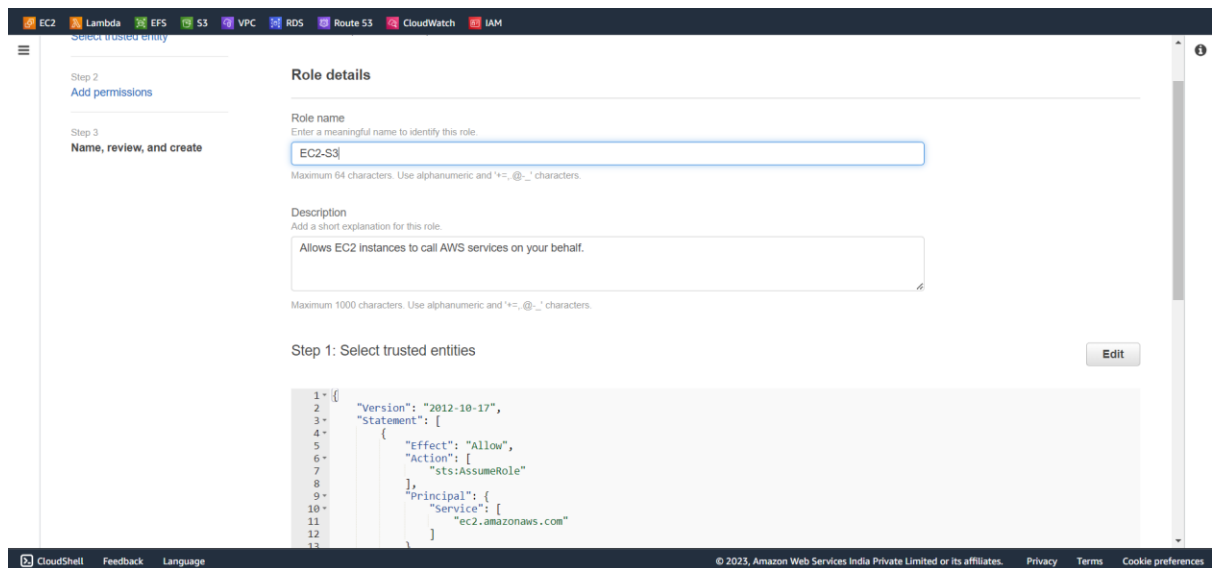 EC2 Lambda EFS S3 VPC RDS Route 53 CloudWatch IAM
Select trusted entity
Step 2
Add permissions
Step 3
Name, review, and create
Role details
Role name
Enter a meaningful name to identify this role.
EC2-S3
Maximum 64 characters. Use alphanumeric and '+=,.@-_' characters.
Description
Add a short explanation for this role.
Allows EC2 instances to call AWS services on your behalf.
Maximum 1000 characters. Use alphanumeric and '+=,.@-_' characters.
Step 1: Select trusted entities
Edit
1 {
2 "Version": "2012-10-17",
3 "Statement": [
4 {
5 "Effect": "Allow",
6 "Action": [
7 "sts:AssumeRole"
8 ],
9 "Principal": {
10 "Service": [
11 "ec2.amazonaws.com"
12 ]
13 }
CloudShell Feedback Language © 2023, Amazon Web Services India Private Limited or its affiliates. Privacy Terms Cookie preferences